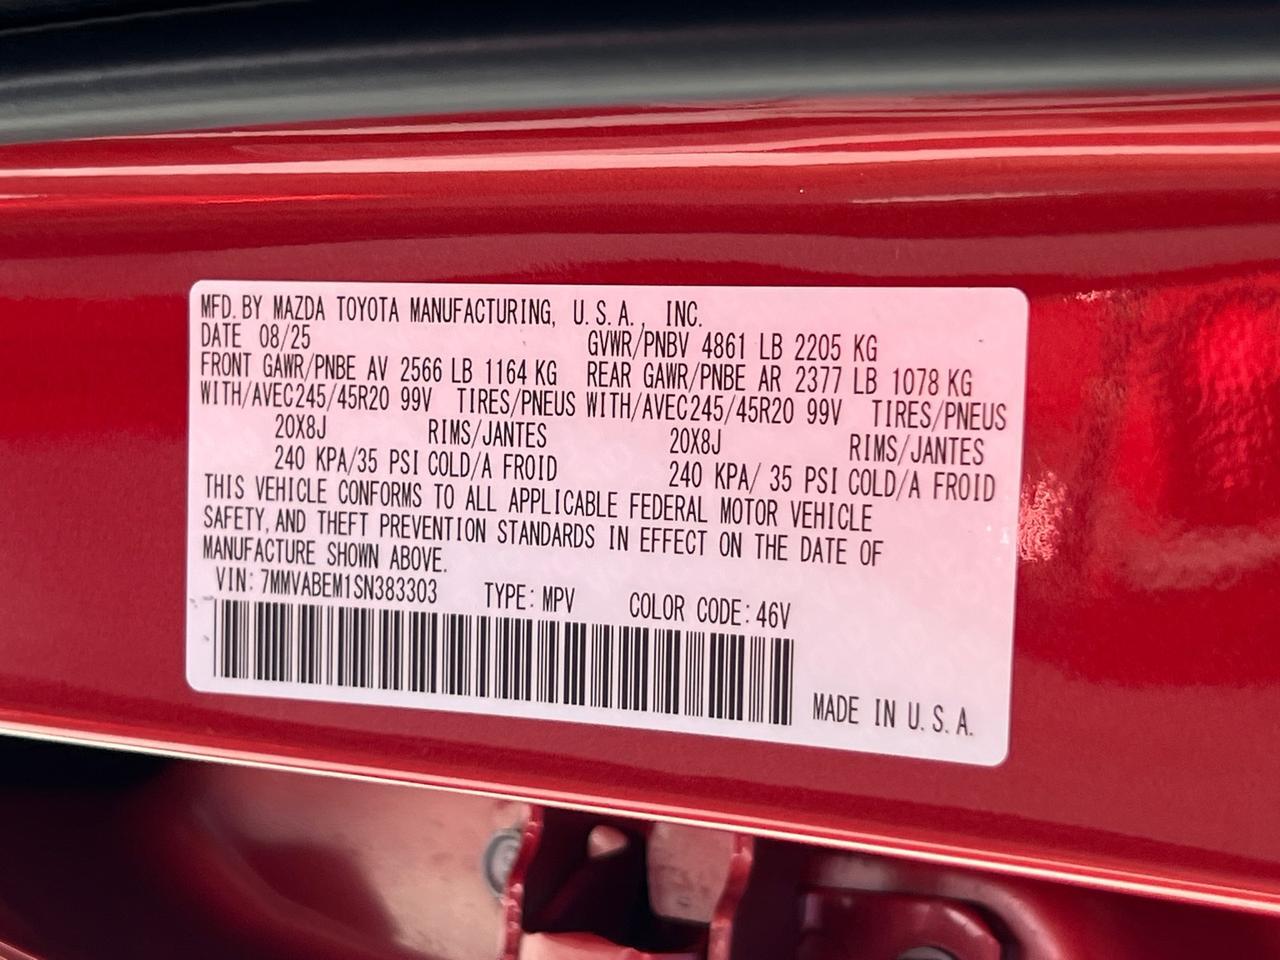 MFD. BY MAZDA TOYOTA MANUFACTURING, U.S.A., INC.
DATE 08/25 GVWR/PNBV 4861 LB 2205 KG
FRONT GAWR/PNBE AV 2566 LB 1164 KG REAR GAWR/PNBE AR 2377 LB 1078 KG
WITH/AVEC245/45R20 99V TIRES/PNEUS WITH/AVEC245/45R20 99V TIRES/PNEUS
20X8J RIMS/JANTES 20X8J RIMS/JANTES
240 KPA/35 PSI COLD/A FROID 240 KPA/ 35 PSI COLD/A FROID
THIS VEHICLE CONFORMS TO ALL APPLICABLE FEDERAL MOTOR VEHICLE
SAFETY, AND THEFT PREVENTION STANDARDS IN EFFECT ON THE DATE OF
MANUFACTURE SHOWN ABOVE.
VIN: 7MMVABEM1SN383303 TYPE: MPV COLOR CODE: 46V
MADE IN U.S.A.